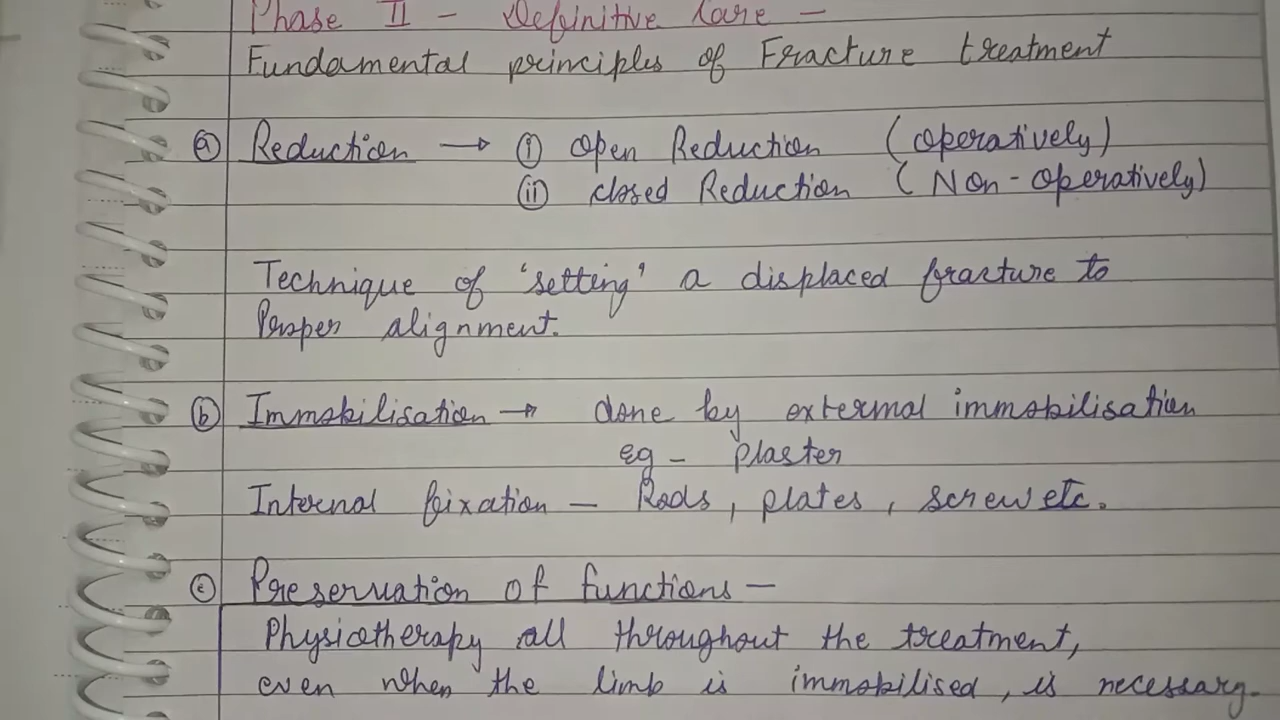 Phase II - Definitive Care -
Fundamental principles of Fracture treatment
(a) Reduction → (i) Open Reduction (Operatively)
(ii) closed Reduction (Non-Operatively)
Technique of 'setting' a displaced fracture to
Proper alignment.
(b) Immobilisation → done by external immobilisation
eg - plaster
Internal fixation - Rods, plates, screw etc.
(c) Preservation of functions -
Physiotherapy all throughout the treatment,
even when the limb is immobilised, is necessary.